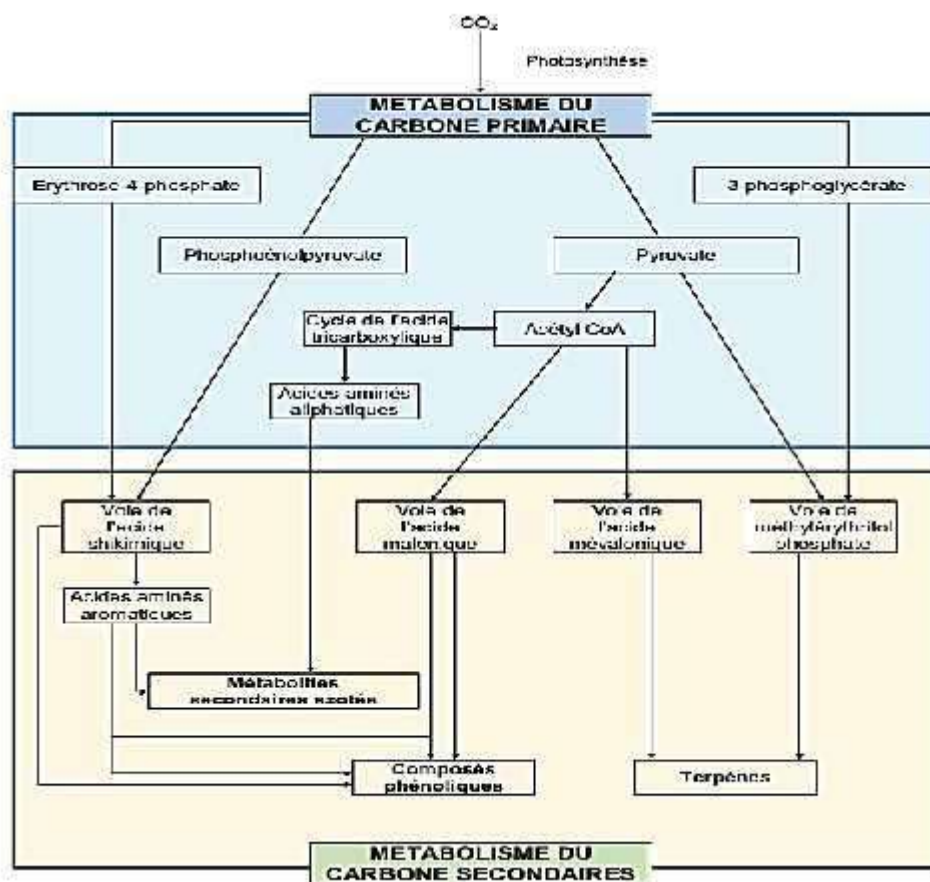 CO₂
Photosynthèse
METABOLISME DU
CARBONE PRIMAIRE
Erythrose-4 phosphate
3 phosphoglycérate
Phosphoénolpyruvate
Pyruvate
Cycle de l'acide
tricarboxylique
Acétyl CoA
Acides aminés
aliphatiques
Voie de
l'acide
shikimique
Voie de
l'acide
malonique
Voie de
l'acide
mévalonique
Voie de
méthylérythritol
phosphate
Acides aminés
aromatiques
Métabolites
secondaires azotés
Composés
phénoliques
Terpènes
METABOLISME DU
CARBONE SECONDAIRES